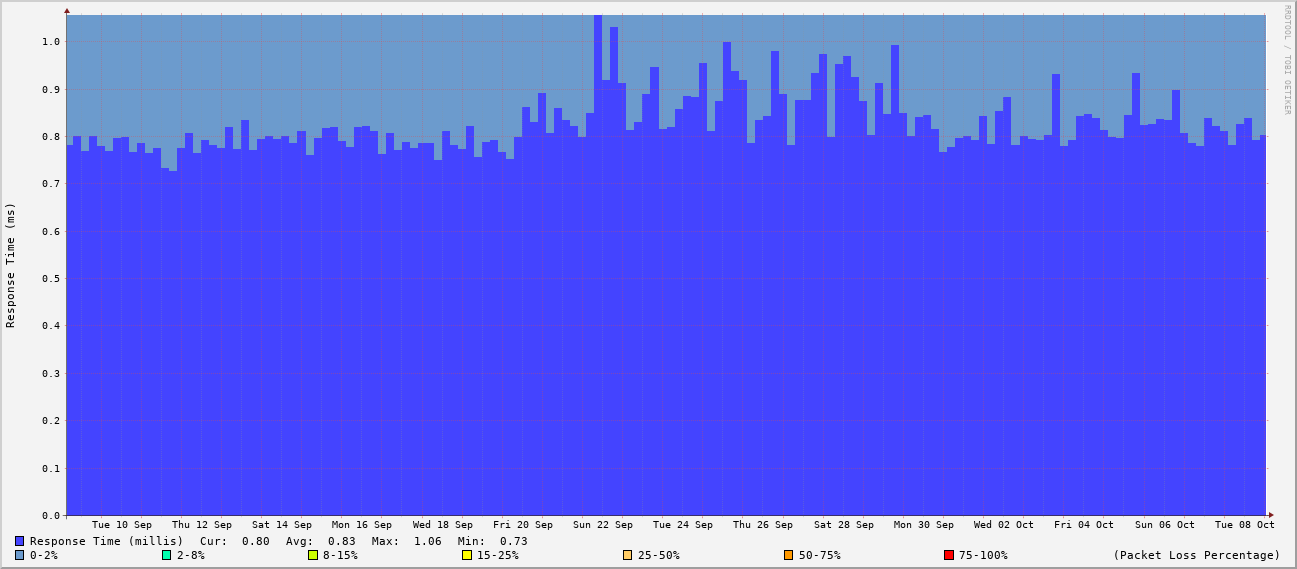 RRDTOOL / TOBI OETIKER
Response Time (ms)
1.0
0.9
0.8
0.7
0.6
0.5
0.4
0.3
0.2
0.1
0.0
Tue 10 Sep Thu 12 Sep Sat 14 Sep Mon 16 Sep Wed 18 Sep Fri 20 Sep Sun 22 Sep Tue 24 Sep Thu 26 Sep Sat 28 Sep Mon 30 Sep Wed 02 Oct Fri 04 Oct Sun 06 Oct Tue 08 Oct
Response Time (millis) Cur: 0.80 Avg: 0.83 Max: 1.06 Min: 0.73
0-2% 2-8% 8-15% 15-25% 25-50% 50-75% 75-100% (Packet Loss Percentage)